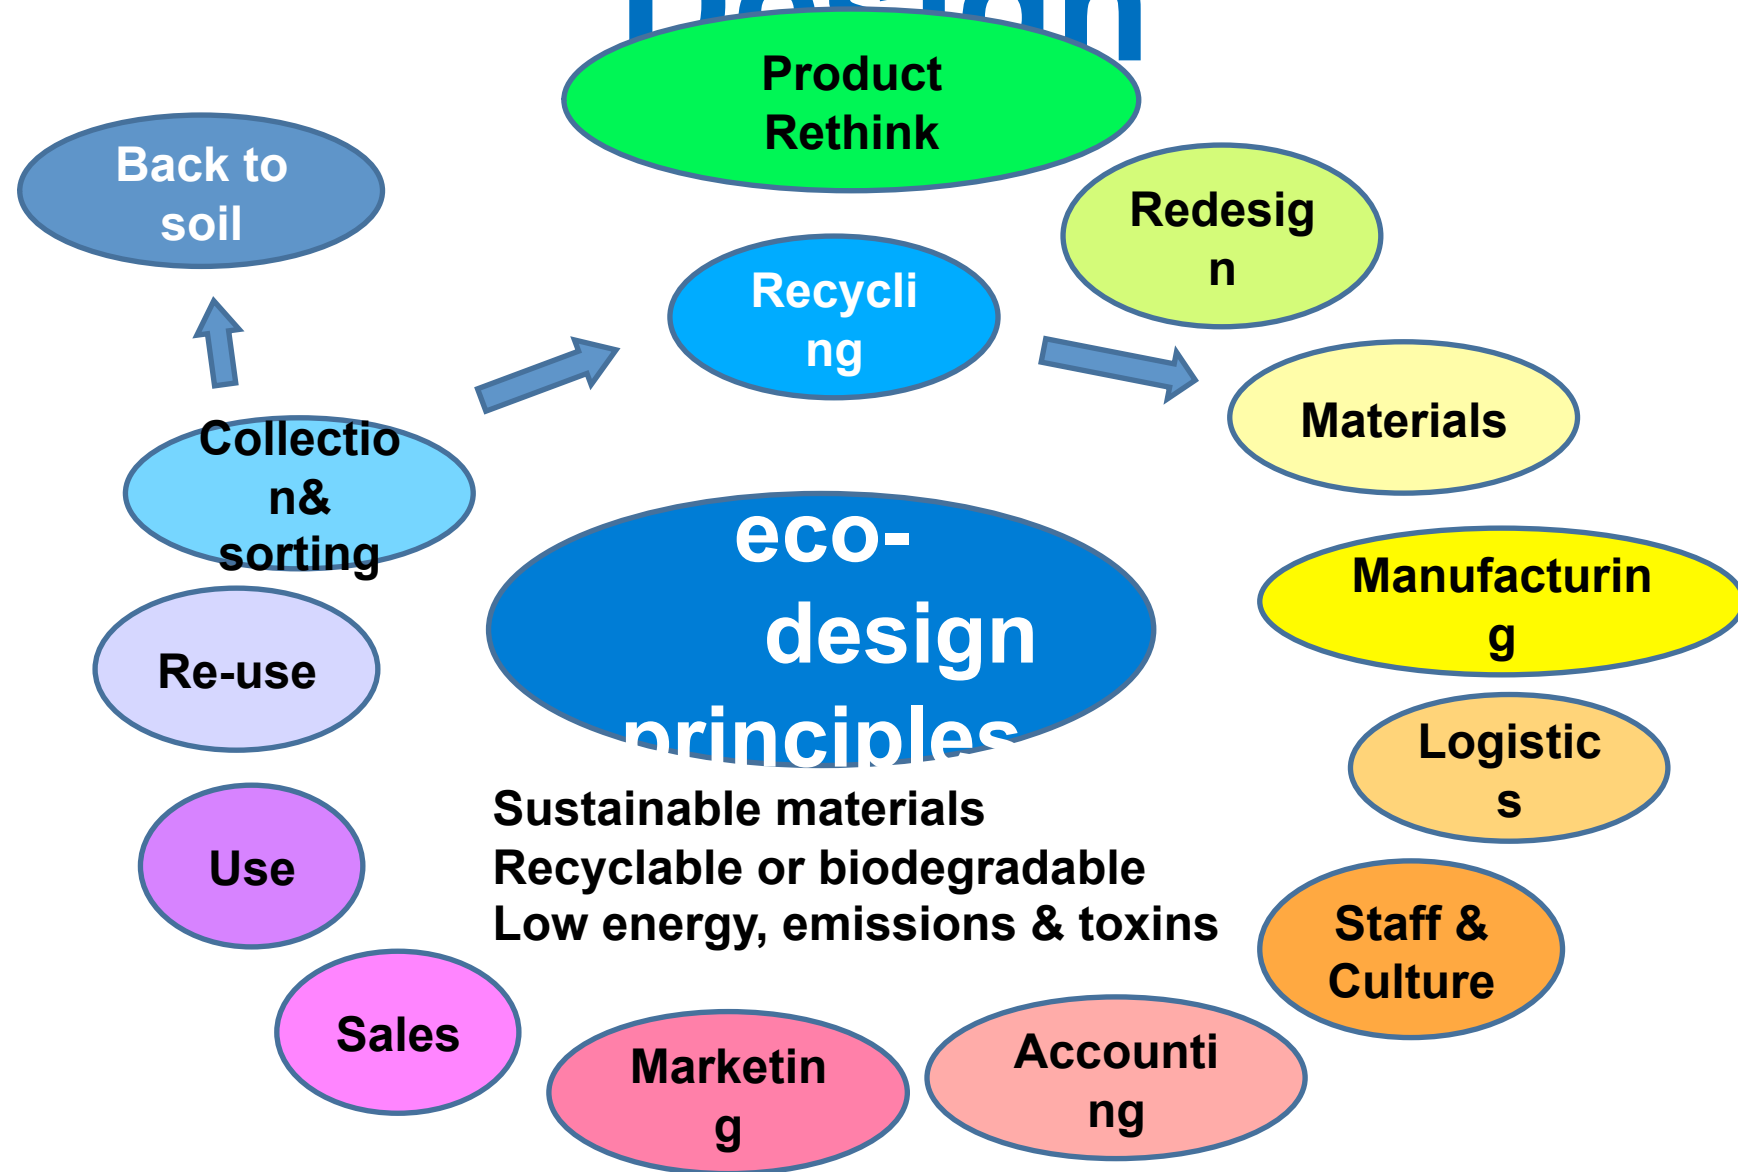 Design
Product
Rethink
Back to
soil
Redesig
n
Recycli
ng
Materials
Collectio
n&
sorting
eco-
design
principles
Manufacturin
g
Re-use
Logistic
s
Sustainable materials
Recyclable or biodegradable
Low energy, emissions & toxins
Use
Staff &
Culture
Sales
Marketin
g
Accounti
ng